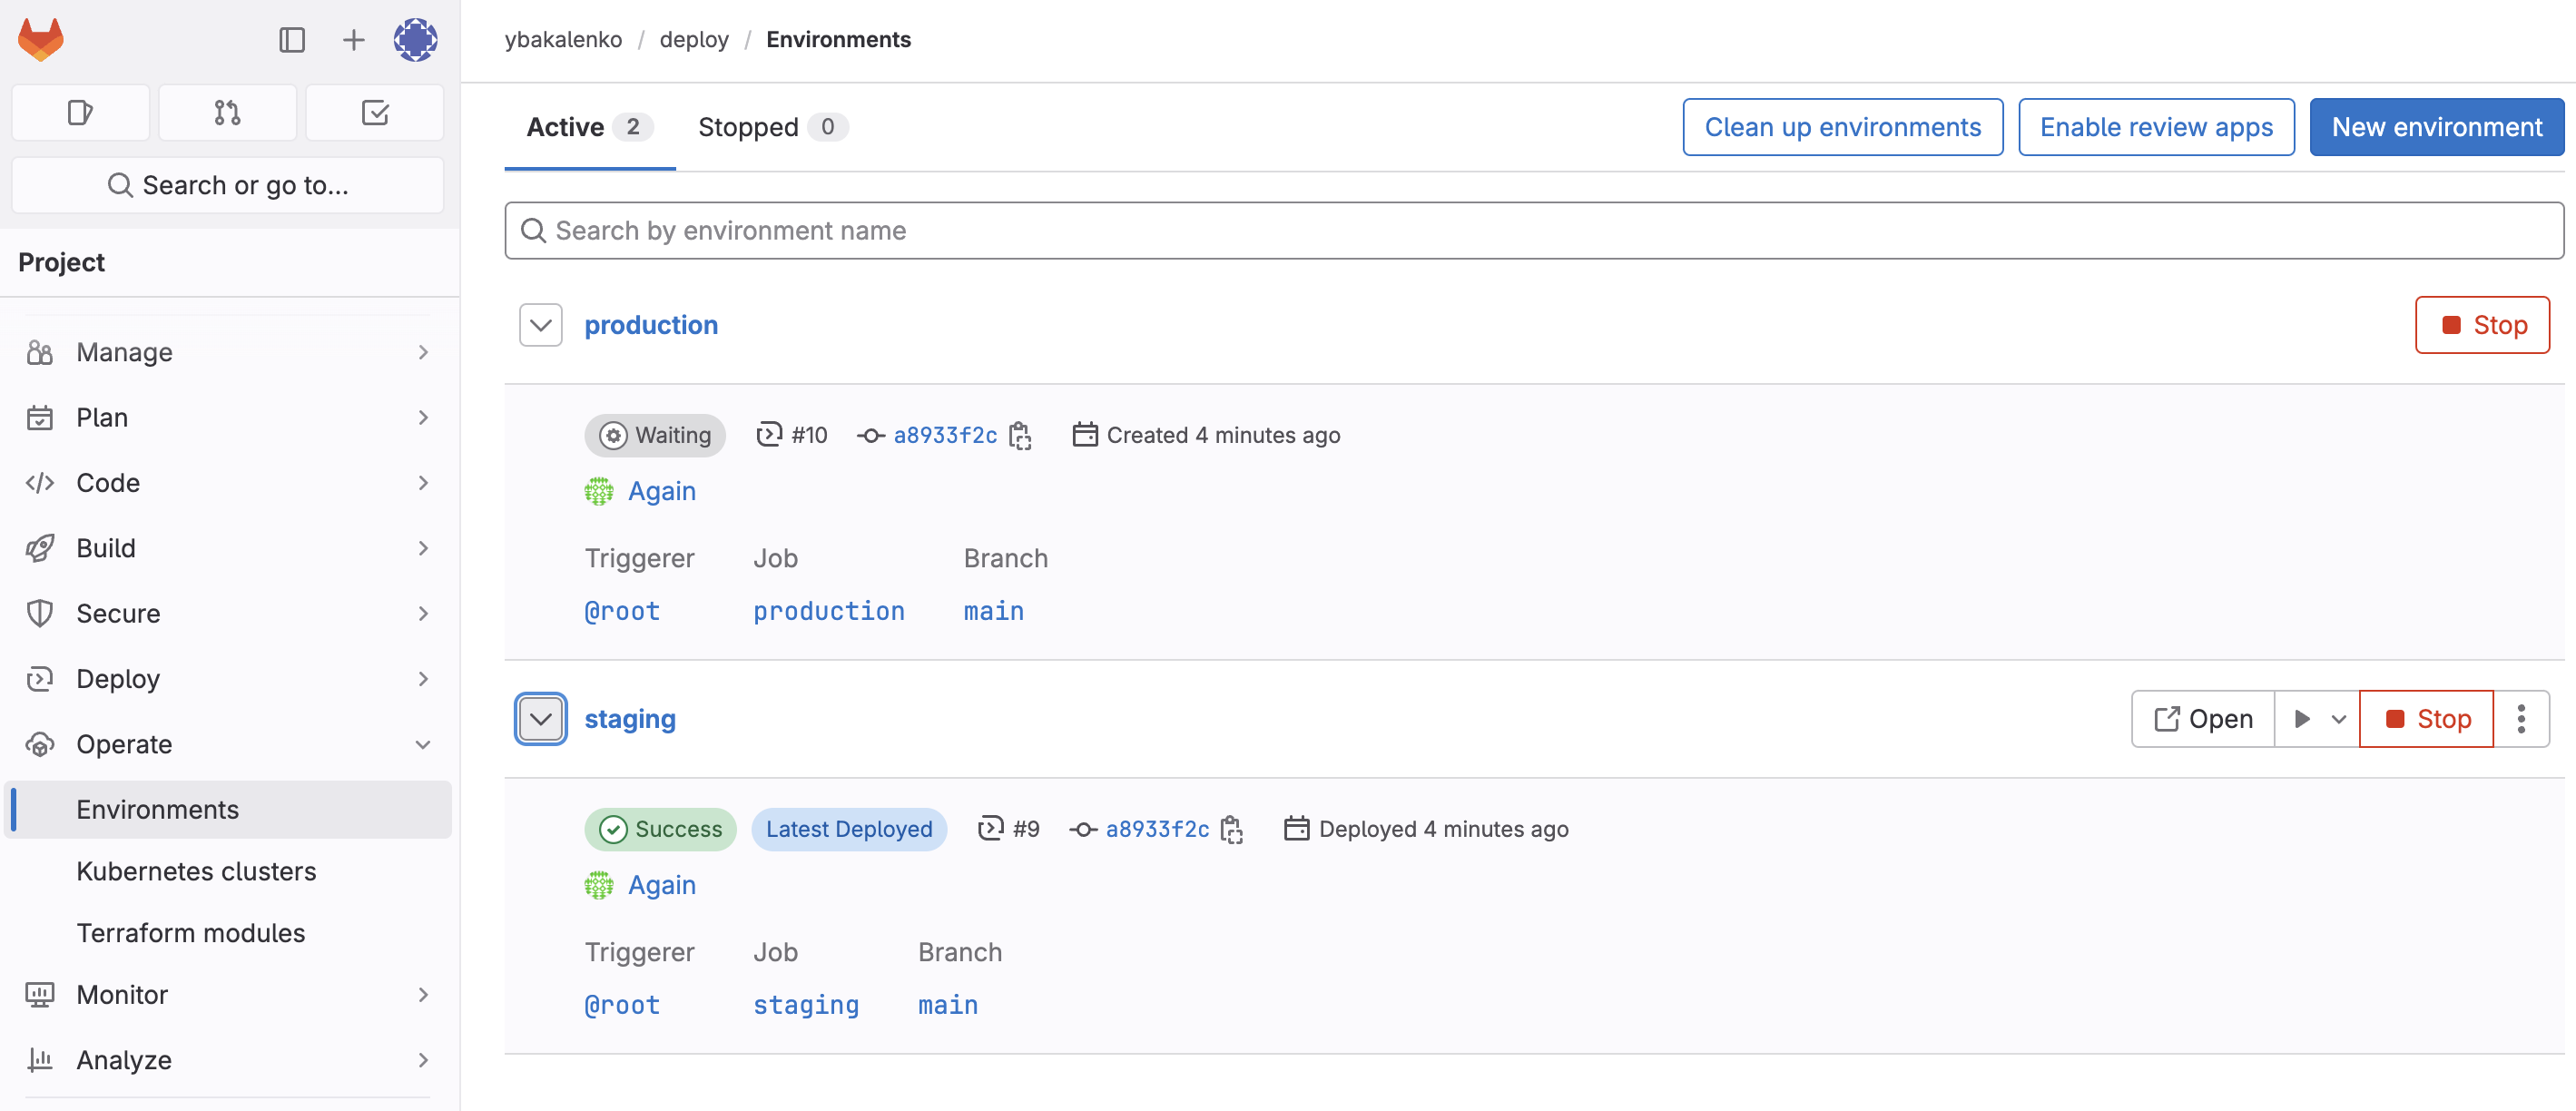 ybakalenko / deploy / Environments
Search or go to...
Project
Manage
Plan
Code
Build
Secure
Deploy
Operate
Environments
Kubernetes clusters
Terraform modules
Monitor
Analyze
Active 2 Stopped 0 Clean up environments Enable review apps New environment
Search by environment name
production Stop
Waiting #10 a8933f2c Created 4 minutes ago
Again
Triggerer Job Branch
@root production main
staging Open Stop
Success Latest Deployed #9 a8933f2c Deployed 4 minutes ago
Again
Triggerer Job Branch
@root staging main